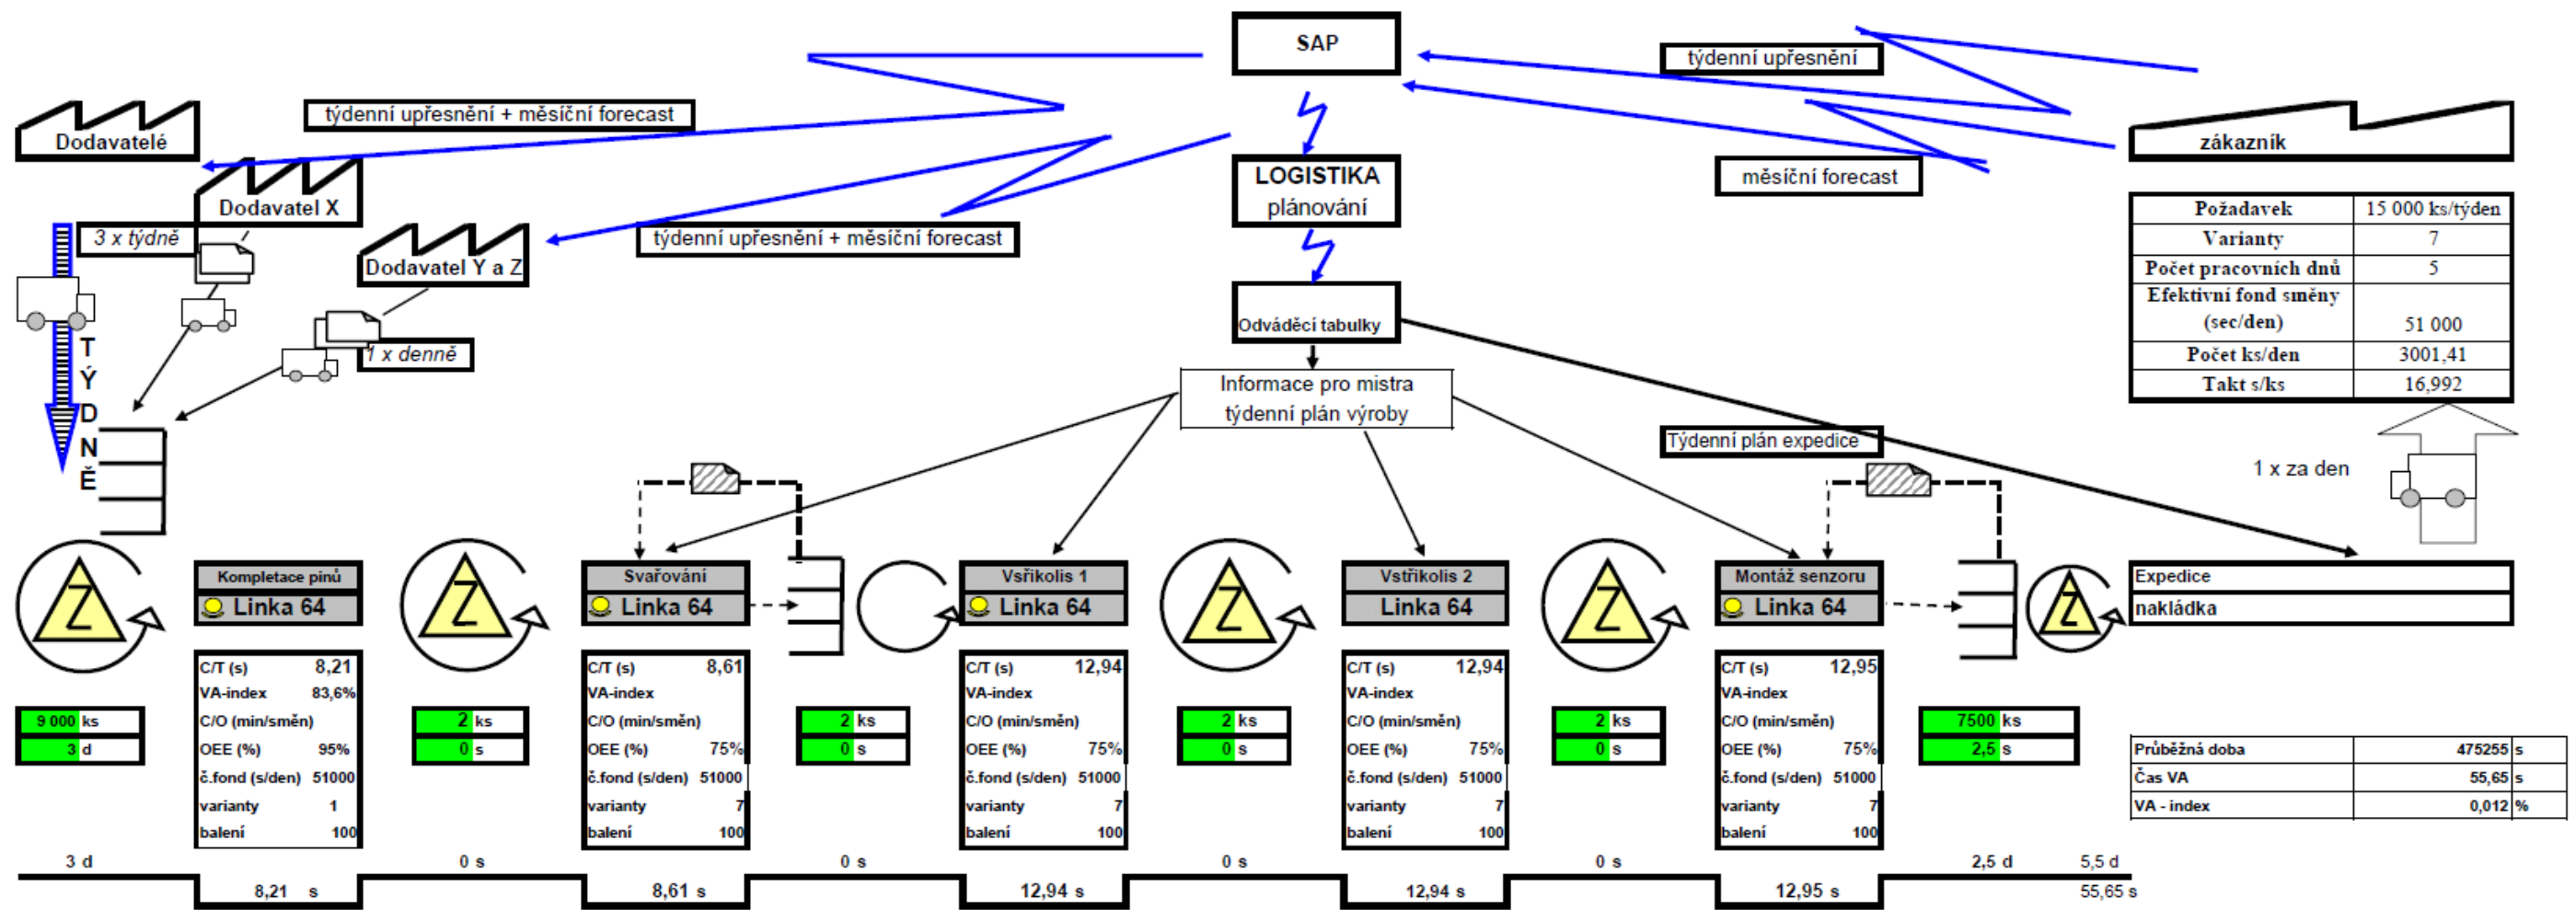 SAP
týdenní upřesnění
týdenní upřesnění + měsíční forecast
Dodavatelé
zákazník
LOGISTIKA
plánování
měsíční forecast
Dodavatel X
3 x týdně
týdenní upřesnění + měsíční forecast
Dodavatel Y a Z
Požadavek 15 000 ks/týden
Varianty 7
Počet pracovních dnů 5
Efektivní fond směny
(sec/den) 51 000
Počet ks/den 3001,41
Takt s/ks 16,992
Odváděcí tabulky
1 x denně
TÝDNĚ
Informace pro mistra
týdenní plán výroby
Týdenní plán expedice
1 x za den
Z
Kompletace pinů
Linka 64
Z
Svařování
Linka 64
Vsřikolis 1
Linka 64
Z
Vstřikolis 2
Linka 64
Z
Montáž senzoru
Linka 64
Z
Expedice
nakládka
9 000 ks
3 d
C/T (s) 8,21
VA-index 83,6%
C/O (min/směn)
OEE (%) 95%
č.fond (s/den) 51000
varianty 1
balení 100
2 ks
0 s
C/T (s) 8,61
VA-index
C/O (min/směn)
OEE (%) 75%
č.fond (s/den) 51000
varianty 7
balení 100
2 ks
0 s
C/T (s) 12,94
VA-index
C/O (min/směn)
OEE (%) 75%
č.fond (s/den) 51000
varianty 7
balení 100
2 ks
0 s
C/T (s) 12,94
VA-index
C/O (min/směn)
OEE (%) 75%
č.fond (s/den) 51000
varianty 7
balení 100
2 ks
0 s
C/T (s) 12,95
VA-index
C/O (min/směn)
OEE (%) 75%
č.fond (s/den) 51000
varianty 7
balení 100
7500 ks
2,5 s
Průběžná doba 475255 s
Čas VA 55,65 s
VA - index 0,012 %
3 d 0 s 0 s 0 s 0 s 2,5 d 5,5 d
8,21 s 8,61 s 12,94 s 12,94 s 12,95 s 55,65 s